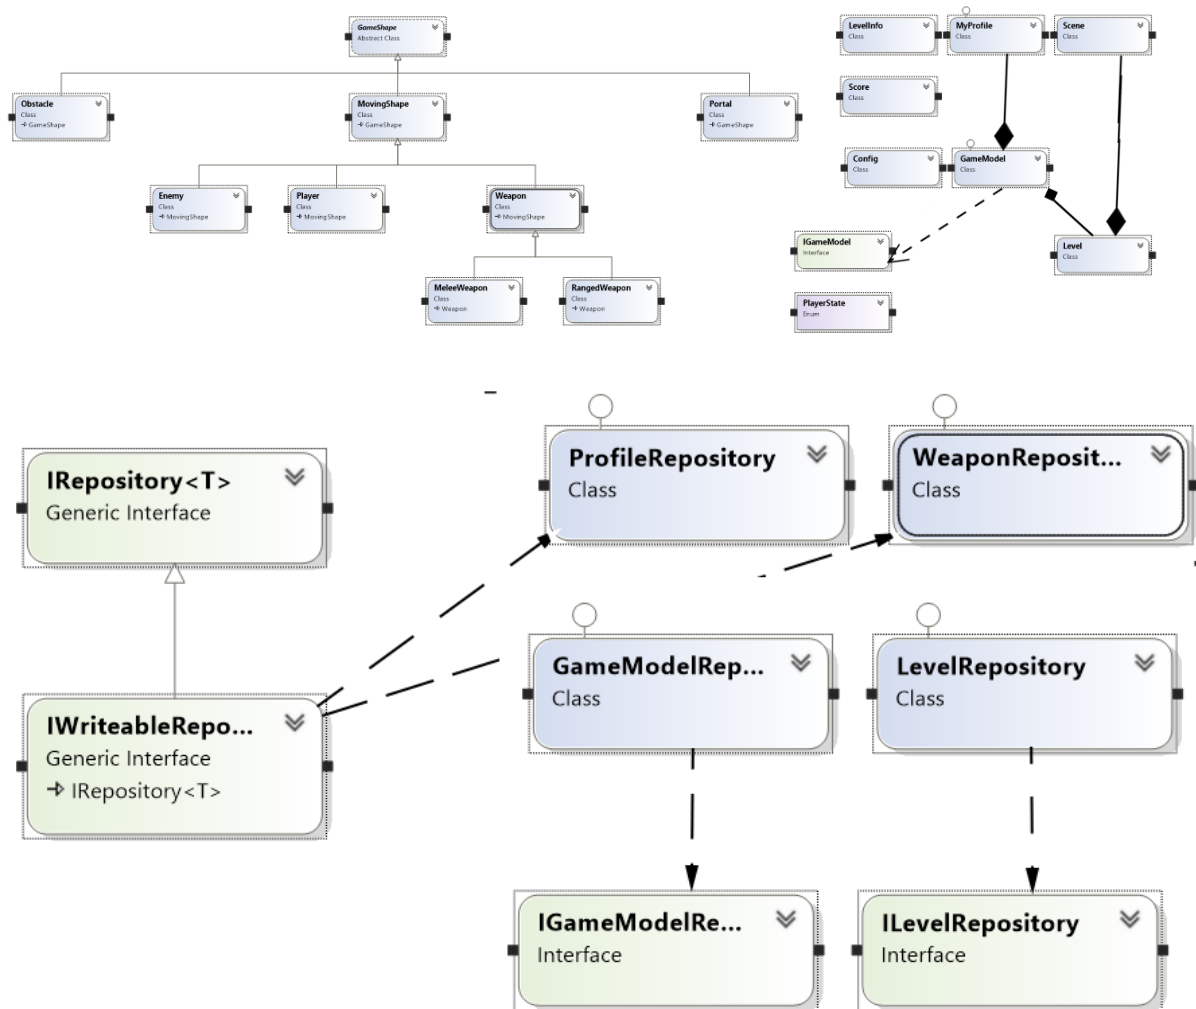 GameShape
Abstract Class
Obstacle
Class
GameShape
MovingShape
Class
GameShape
Portal
Class
GameShape
Enemy
Class
MovingShape
Player
Class
MovingShape
Weapon
Class
MovingShape
MeleeWeapon
Class
Weapon
RangedWeapon
Class
Weapon
LevelInfo
Class
MyProfile
Class
Scene
Class
Score
Class
Config
Class
GameModel
Class
IGameModel
Interface
Level
Class
PlayerState
Enum
IRepository<T>
Generic Interface
ProfileRepository
Class
WeaponReposit...
Class
IWriteableRepo...
Generic Interface
IRepository<T>
GameModelRep...
Class
LevelRepository
Class
IGameModelRe...
Interface
ILevelRepository
Interface